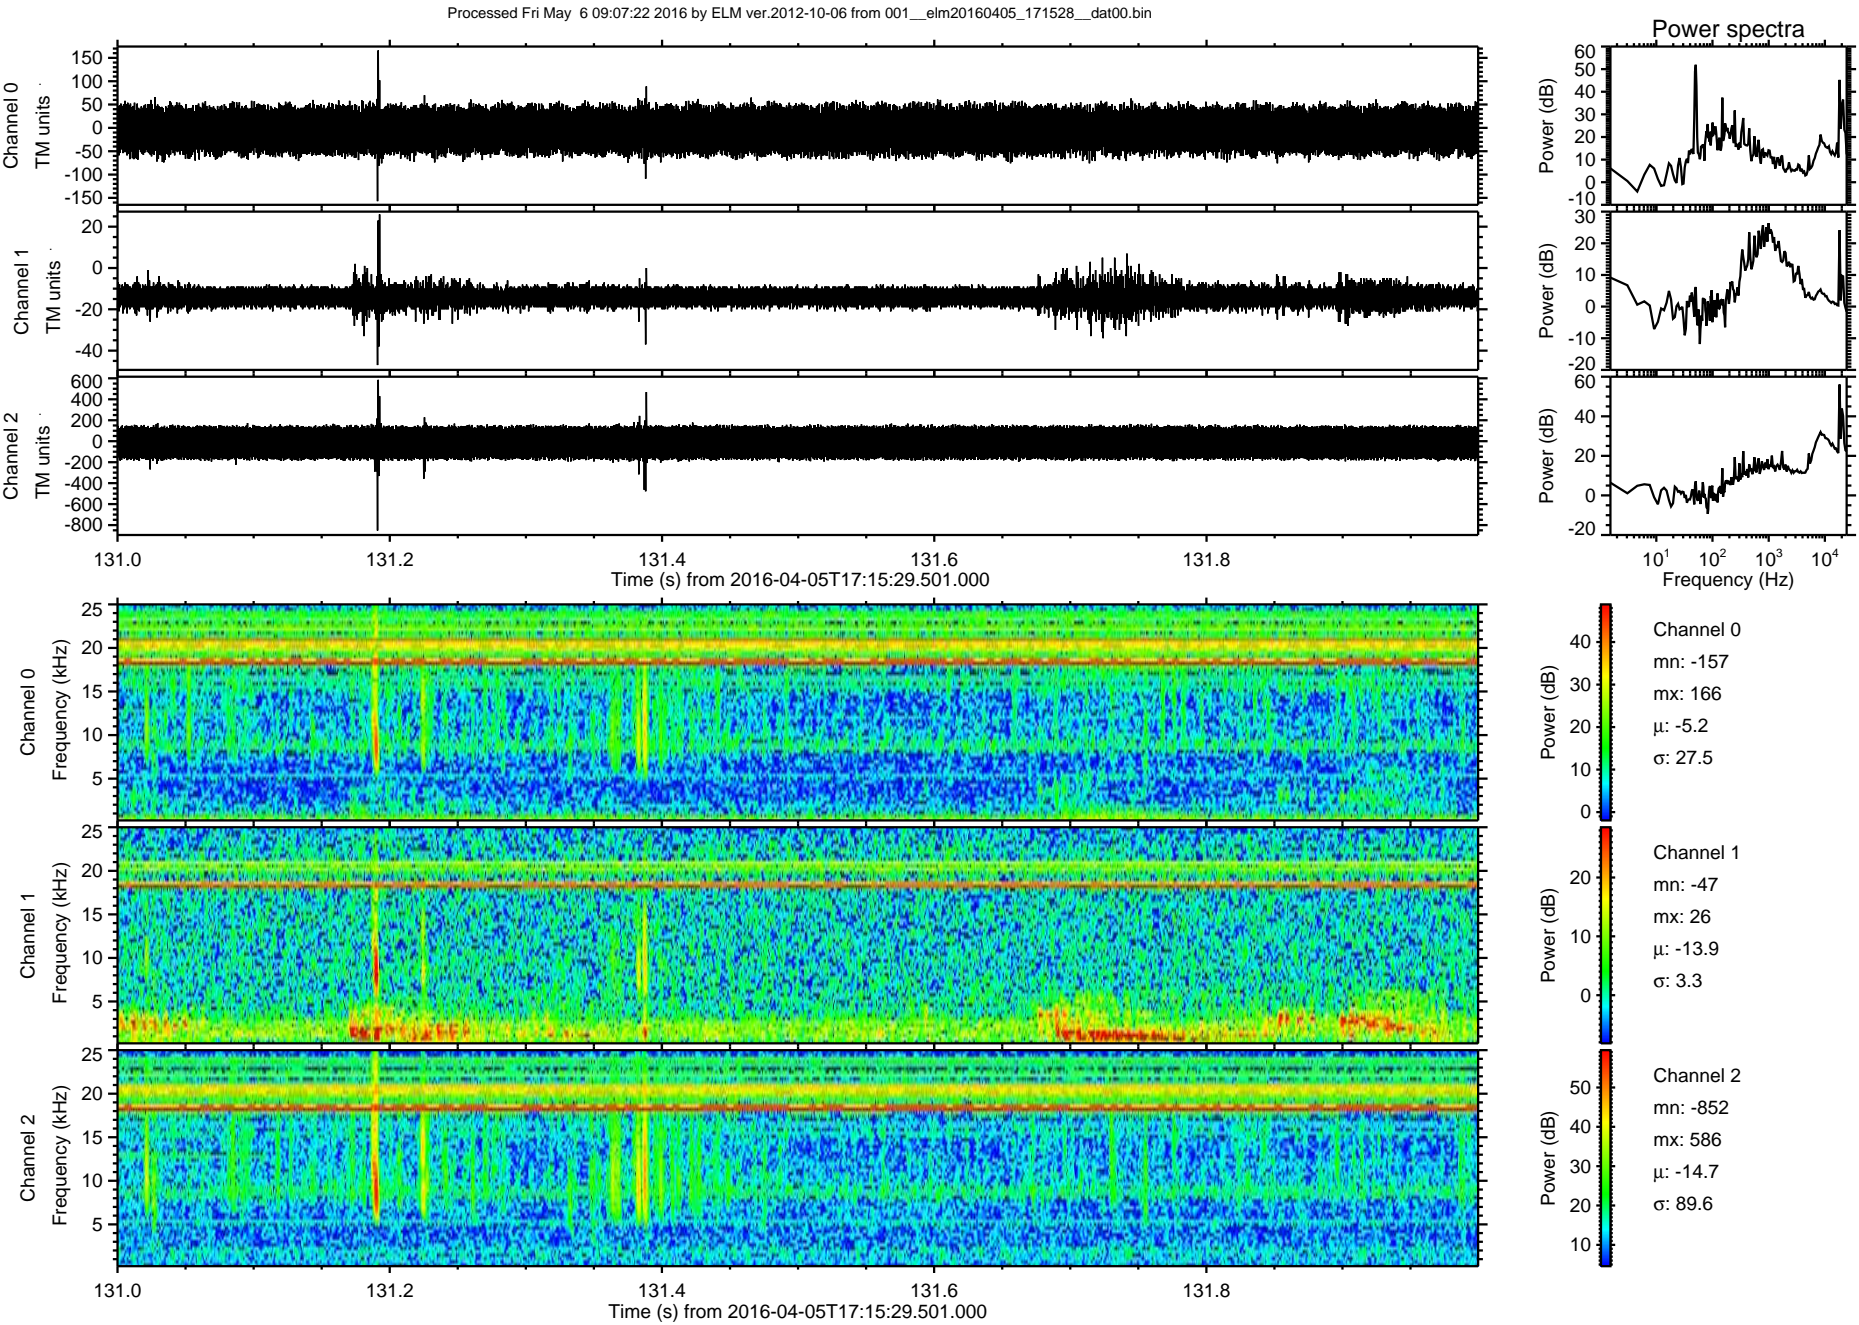 Processed Fri May  6 09:07:22 2016 by ELM ver.2012-10-06 from 001__elm20160405_171528__dat00.bin
Power spectra
Channel 0
TM units
150
100
50
0
-50
-100
-150
Power (dB)
60
50
40
30
20
10
0
-10
Channel 1
TM units
20
0
-20
-40
Power (dB)
30
20
10
0
-10
-20
Channel 2
TM units
600
400
200
0
-200
-400
-600
-800
Power (dB)
60
40
20
0
-20
131.0 131.2 131.4 131.6 131.8
Time (s) from 2016-04-05T17:15:29.501.000
10^1 10^2 10^3 10^4
Frequency (Hz)
Channel 0
Frequency (kHz)
25
20
15
10
5
Power (dB)
40
30
20
10
0
Channel 0
mn: -157
mx: 166
μ: -5.2
σ: 27.5
Channel 1
Frequency (kHz)
25
20
15
10
5
Power (dB)
20
10
0
Channel 1
mn: -47
mx: 26
μ: -13.9
σ: 3.3
Channel 2
Frequency (kHz)
25
20
15
10
5
Power (dB)
50
40
30
20
10
Channel 2
mn: -852
mx: 586
μ: -14.7
σ: 89.6
131.0 131.2 131.4 131.6 131.8
Time (s) from 2016-04-05T17:15:29.501.000